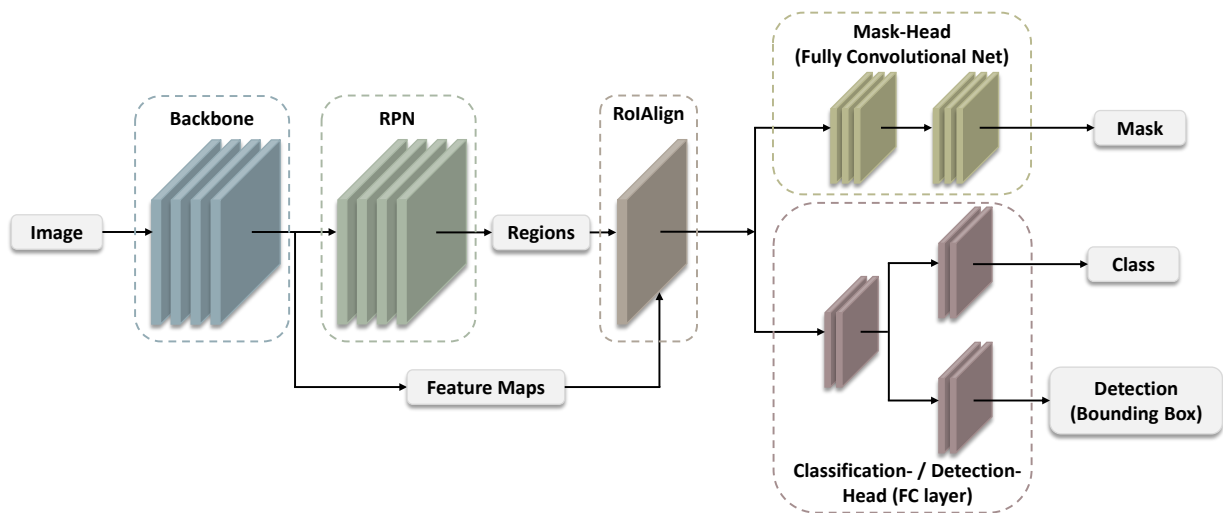 Mask-Head
(Fully Convolutional Net)
Backbone
RPN
RoIAlign
Mask
Image
Regions
Class
Feature Maps
Detection
(Bounding Box)
Classification- / Detection-
Head (FC layer)